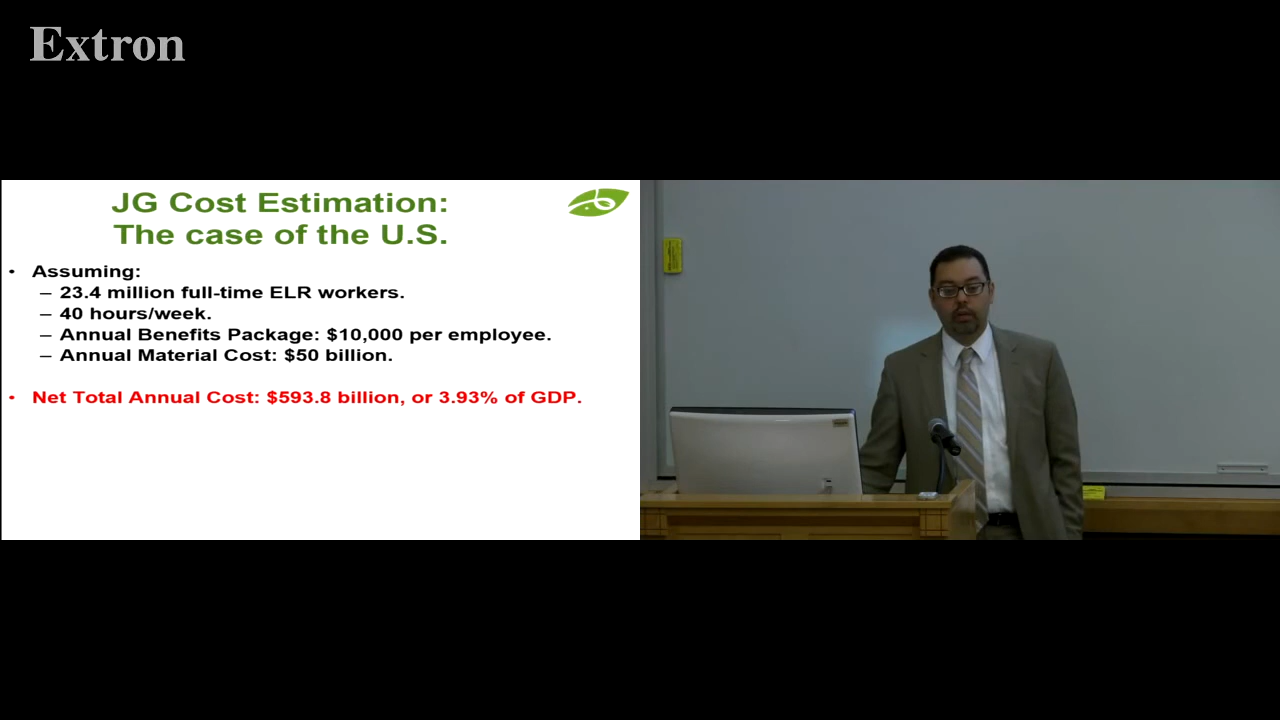 Extron
JG Cost Estimation:
The case of the U.S.
• Assuming:
– 23.4 million full-time ELR workers.
– 40 hours/week.
– Annual Benefits Package: $10,000 per employee.
– Annual Material Cost: $50 billion.
• Net Total Annual Cost: $593.8 billion, or 3.93% of GDP.